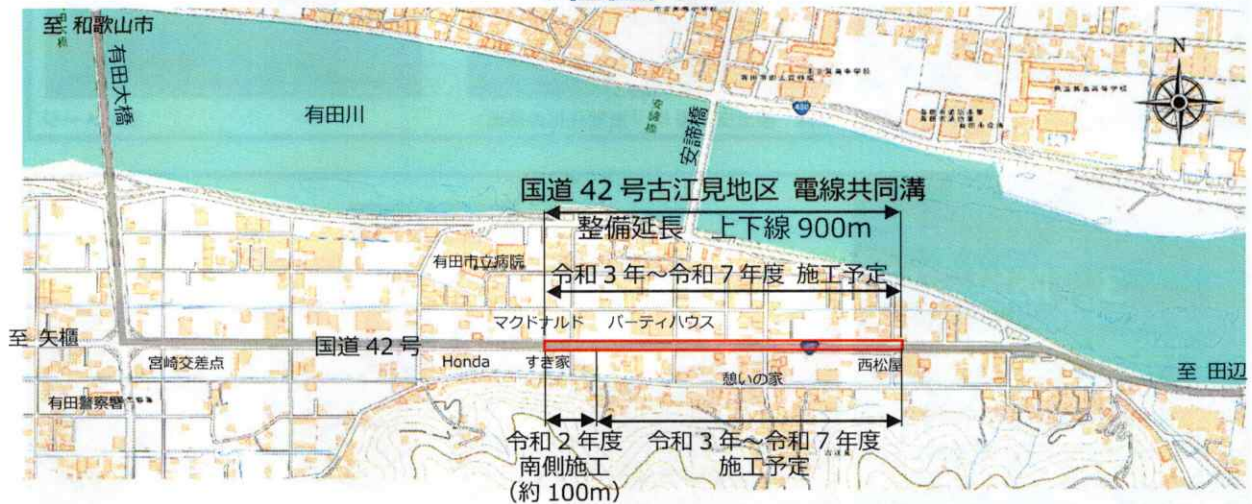 至 和歌山市
有田大橋
有田川
安諦橋
安諦橋
480
N
国道 42 号古江見地区 電線共同溝
整備延長 上下線 900m
有田市立病院
令和 3 年～令和 7 年度 施工予定
マクドナルド パーティハウス
至 矢櫃
国道 42 号
宮崎交差点
Honda
すき家
憩いの家
西松屋
至 田辺
有田警察署
令和 2 年度
南側施工
(約 100m)
令和 3 年～令和 7 年度
施工予定